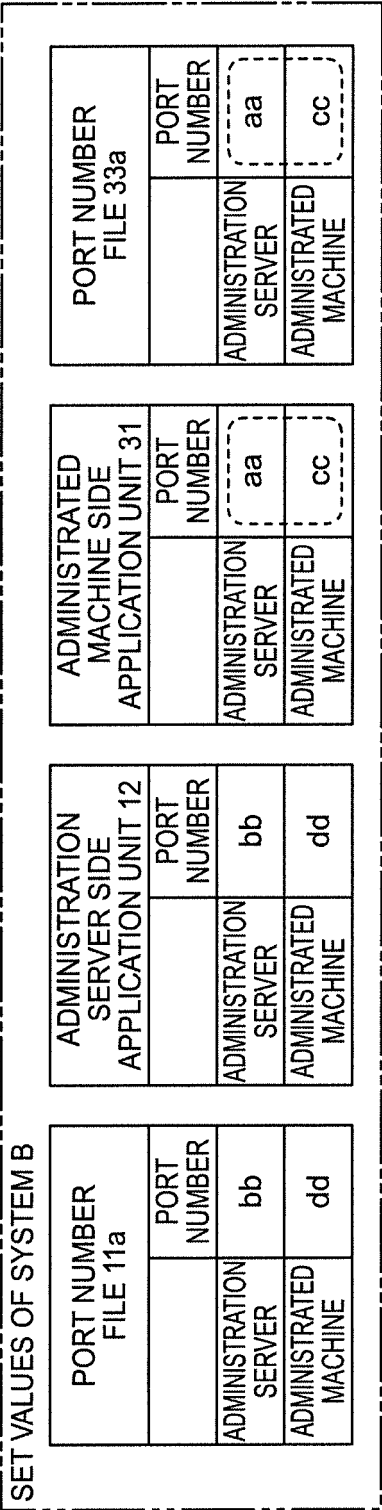 SET VALUES OF SYSTEM B
PORT NUMBER
FILE 11a
PORT
NUMBER
ADMINISTRATION
SERVER
bb
ADMINISTRATED
MACHINE
dd
ADMINISTRATION
SERVER SIDE
APPLICATION UNIT 12
PORT
NUMBER
ADMINISTRATION
SERVER
bb
ADMINISTRATED
MACHINE
dd
ADMINISTRATED
MACHINE SIDE
APPLICATION UNIT 31
PORT
NUMBER
ADMINISTRATION
SERVER
aa
ADMINISTRATED
MACHINE
cc
PORT NUMBER
FILE 33a
PORT
NUMBER
ADMINISTRATION
SERVER
aa
ADMINISTRATED
MACHINE
cc